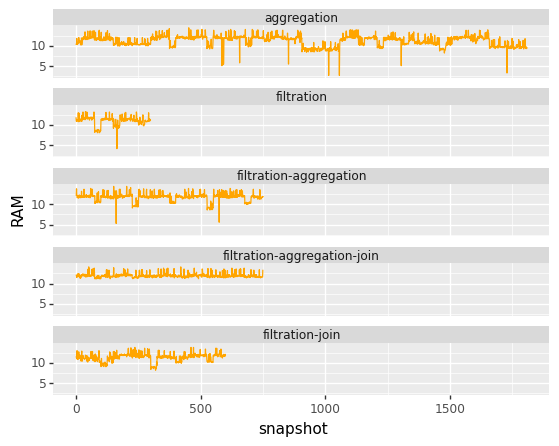 aggregation
10
5
filtration
10
5
filtration-aggregation
10
5
RAM
filtration-aggregation-join
10
5
filtration-join
10
5
0 500 1000 1500
snapshot